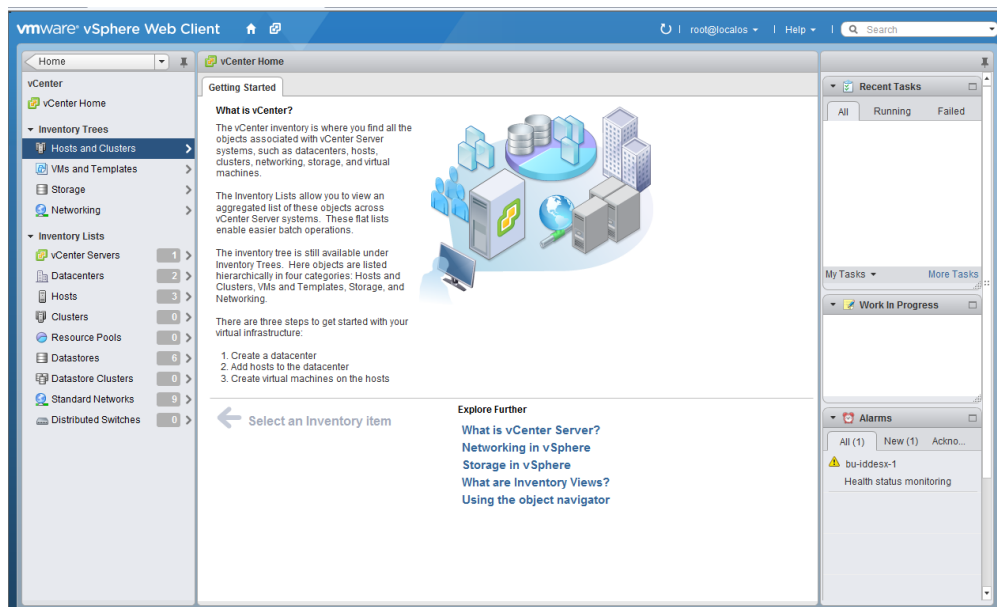 vmware® vSphere Web Client
root@localos
Help
Search
Home
vCenter
vCenter Home
Inventory Trees
Hosts and Clusters
VMs and Templates
Storage
Networking
Inventory Lists
vCenter Servers 1
Datacenters 2
Hosts 3
Clusters 0
Resource Pools 0
Datastores 6
Datastore Clusters 0
Standard Networks 9
Distributed Switches 0
vCenter Home
Getting Started
What is vCenter?
The vCenter inventory is where you find all the
objects associated with vCenter Server
systems, such as datacenters, hosts,
clusters, networking, storage, and virtual
machines.
The Inventory Lists allow you to view an
aggregated list of these objects across
vCenter Server systems. These flat lists
enable easier batch operations.
The inventory tree is still available under
Inventory Trees. Here objects are listed
hierarchically in four categories: Hosts and
Clusters, VMs and Templates, Storage, and
Networking.
There are three steps to get started with your
virtual infrastructure:
1. Create a datacenter
2. Add hosts to the datacenter
3. Create virtual machines on the hosts
Select an Inventory item
Explore Further
What is vCenter Server?
Networking in vSphere
Storage in vSphere
What are Inventory Views?
Using the object navigator
Recent Tasks
All Running Failed
My Tasks More Tasks
Work In Progress
Alarms
All (1) New (1) Ackno...
bu-iddesx-1
Health status monitoring